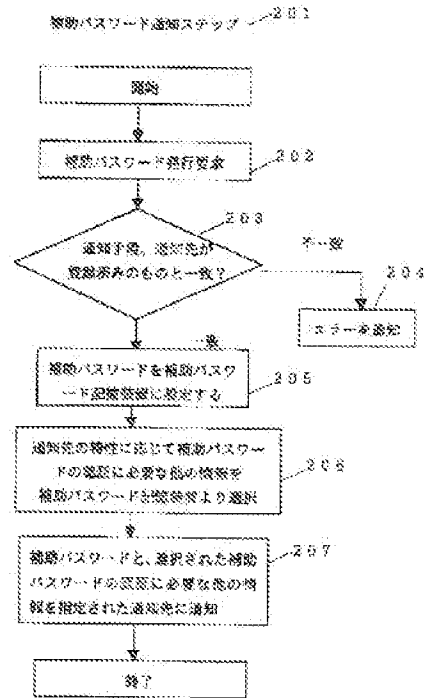 補助パスワード通知ステップ 201
開始
補助パスワード発行要求
202
203
通知手段、通知先が
登録済みのものと一致?
不一致
204
エラーを通知
一致
補助パスワードを補助パスワ
ード記憶装置に設定する
205
通知先の特性に応じて補助パスワー
ドの認証に必要な他の情報を
補助パスワード記憶装置より選択
206
補助パスワードと、選択された補助
パスワードの認証に必要な他の情
報を指定された通知先に通知
207
終了